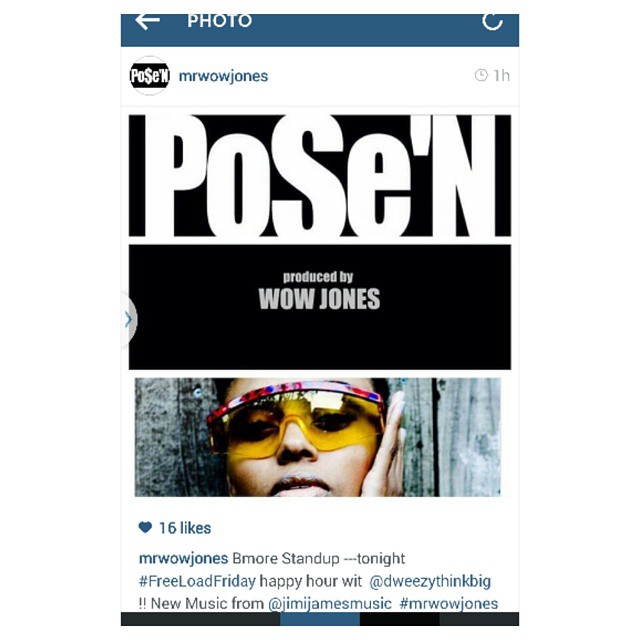 PHOTO
PoSe'N
mrwowjones
1h
PoSe'N
produced by
WOW JONES
16 likes
mrwowjones Bmore Standup ---tonight
#FreeLoadFriday happy hour wit @dweezythinkbig
!! New Music from @jimijamesmusic #mrwowjones